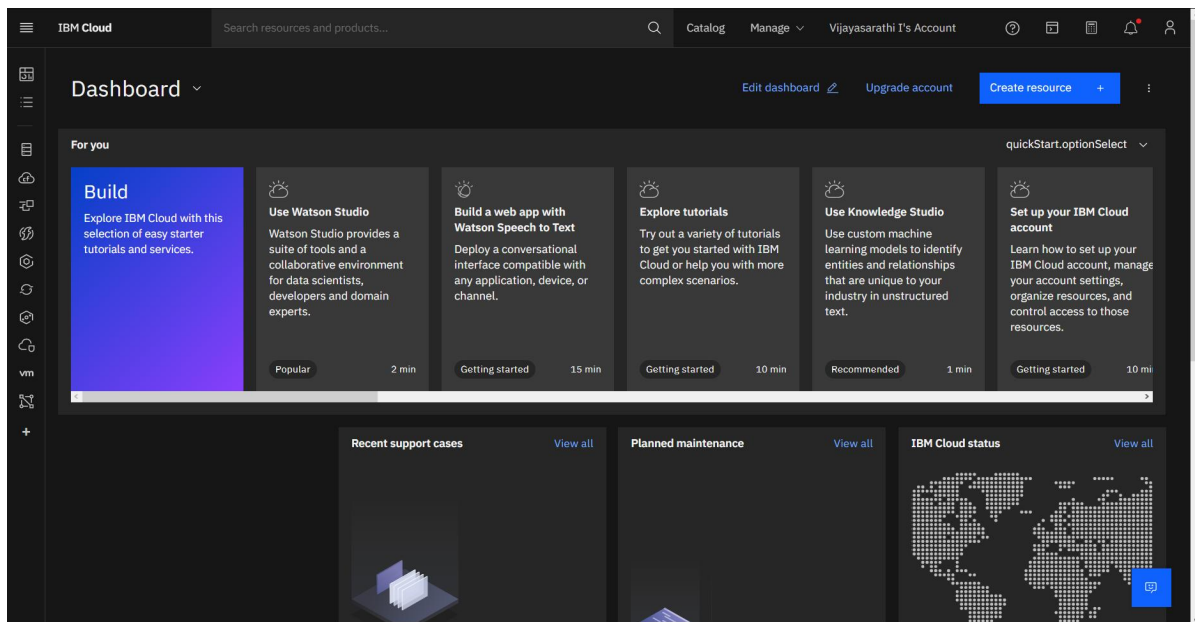 IBM Cloud
Search resources and products...
Catalog
Manage
Vijayasarathi I's Account
Dashboard
Edit dashboard
Upgrade account
Create resource +
For you
quickStart.optionSelect
Build
Explore IBM Cloud with this
selection of easy starter
tutorials and services.
Use Watson Studio
Watson Studio provides a
suite of tools and a
collaborative environment
for data scientists,
developers and domain
experts.
Popular
2 min
Build a web app with
Watson Speech to Text
Deploy a conversational
interface compatible with
any application, device, or
channel.
Getting started
15 min
Explore tutorials
Try out a variety of tutorials
to get you started with IBM
Cloud or help you with more
complex scenarios.
Getting started
10 min
Use Knowledge Studio
Use custom machine
learning models to identify
entities and relationships
that are unique to your
industry in unstructured
text.
Recommended
1 min
Set up your IBM Cloud
account
Learn how to set up your
IBM Cloud account, manage
your account settings,
organize resources, and
control access to those
resources.
Getting started
10 mi
vm
Recent support cases
View all
Planned maintenance
View all
IBM Cloud status
View all